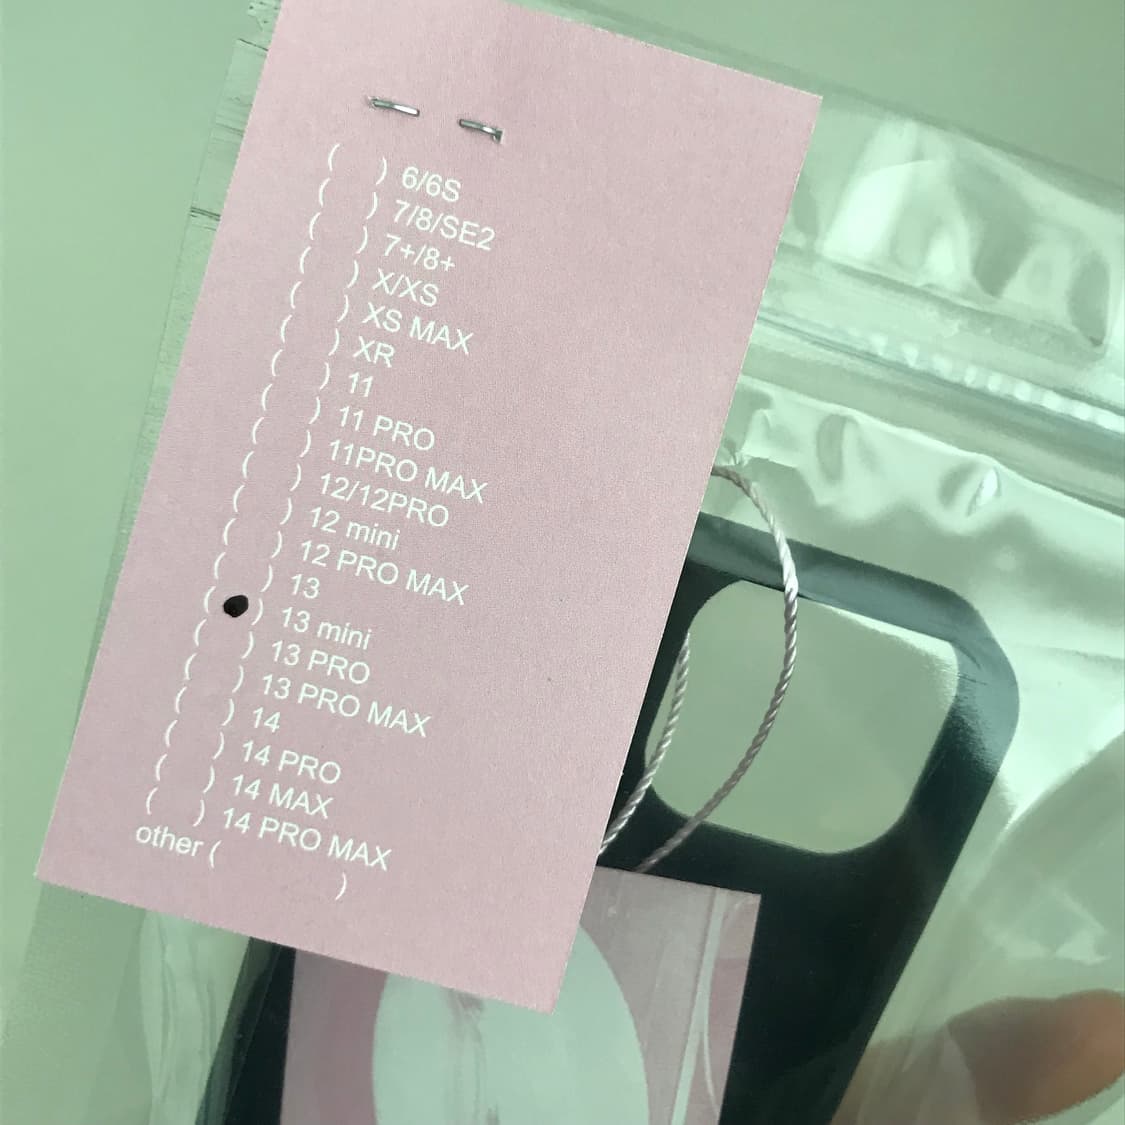 ( ) 6/6S
( ) 7/8/SE2
( ) 7+/8+
( ) X/XS
( ) XS MAX
( ) XR
( ) 11
( ) 11 PRO
( ) 11PRO MAX
( ) 12/12PRO
( ) 12 mini
( ) 12 PRO MAX
( ) 13
( ) 13 mini
( ) 13 PRO
( ) 13 PRO MAX
( ) 14
( ) 14 PRO
( ) 14 MAX
( ) 14 PRO MAX
other ( )